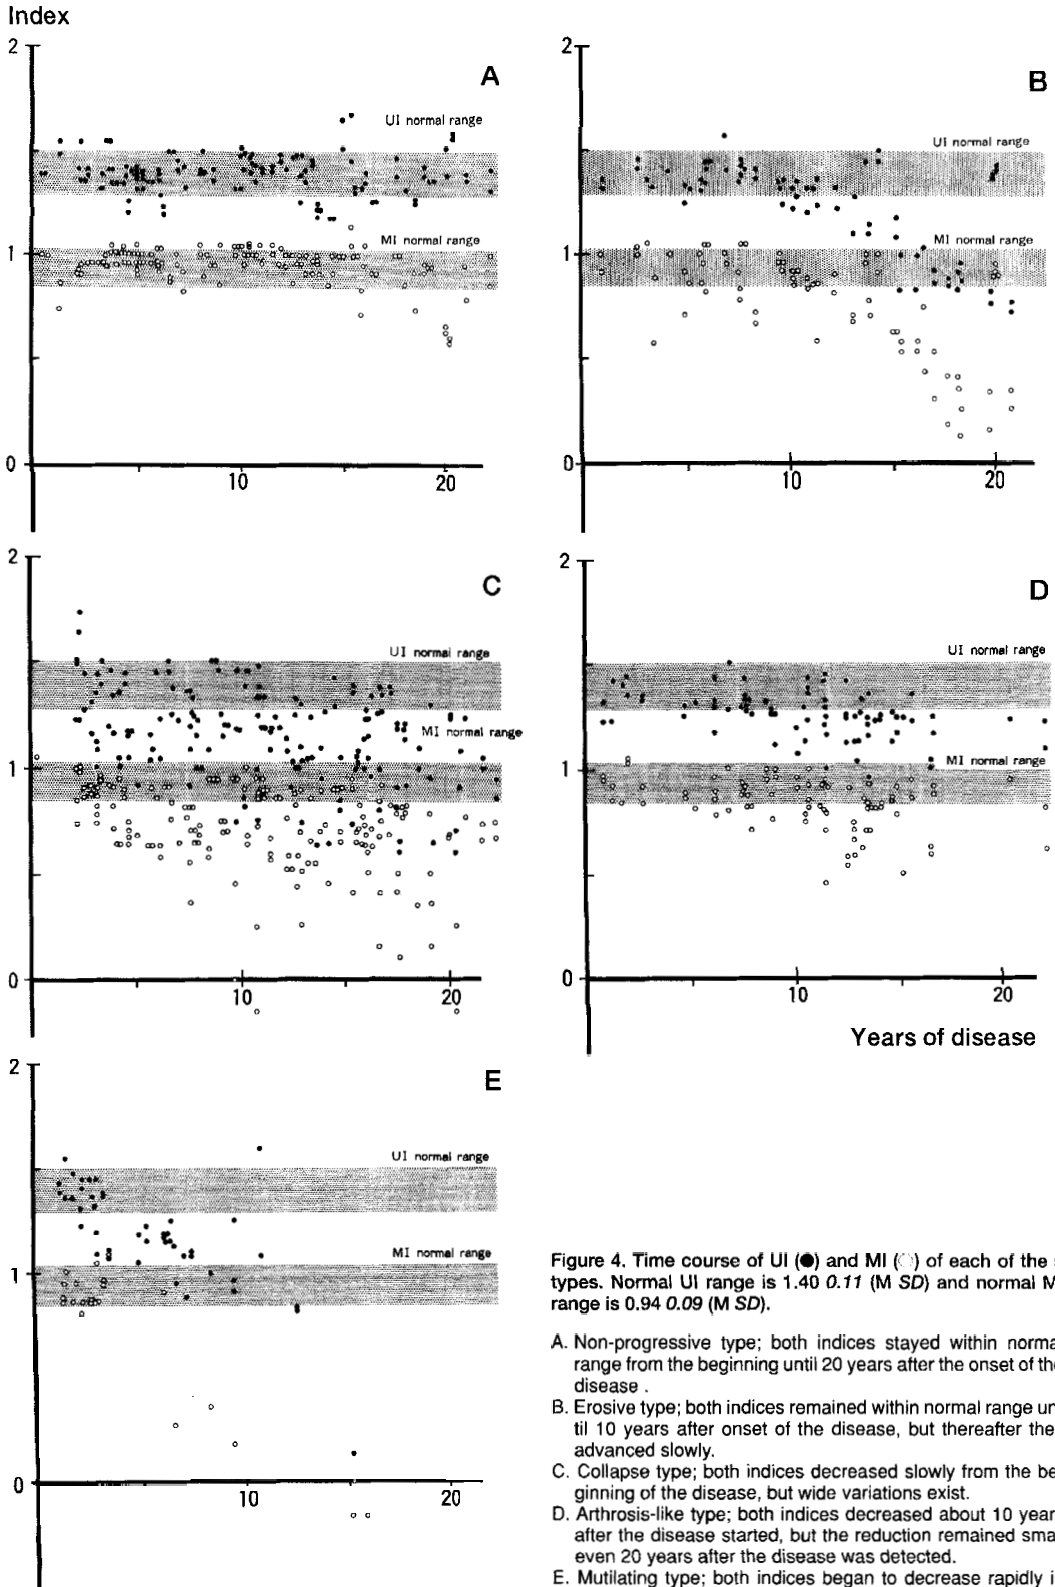 Index
2
A
UI normal range
MI normal range
1
0
10
20
2
B
UI normal range
MI normal range
1
0
10
20
2
C
UI normal range
MI normal range
1
0
10
20
2
D
UI normal range
MI normal range
1
0
10
20
Years of disease
2
E
UI normal range
MI normal range
1
0
10
20
Figure 4. Time course of UI (●) and MI (○) of each of the
types. Normal UI range is 1.40 0.11 (M SD) and normal M
range is 0.94 0.09 (M SD).
A. Non-progressive type; both indices stayed within norma
range from the beginning until 20 years after the onset of the
disease .
B. Erosive type; both indices remained within normal range un
til 10 years after onset of the disease, but thereafter the
advanced slowly.
C. Collapse type; both indices decreased slowly from the be
ginning of the disease, but wide variations exist.
D. Arthrosis-like type; both indices decreased about 10 year
after the disease started, but the reduction remained sma
even 20 years after the disease was detected.
E. Mutilating type; both indices began to decrease rapidly i